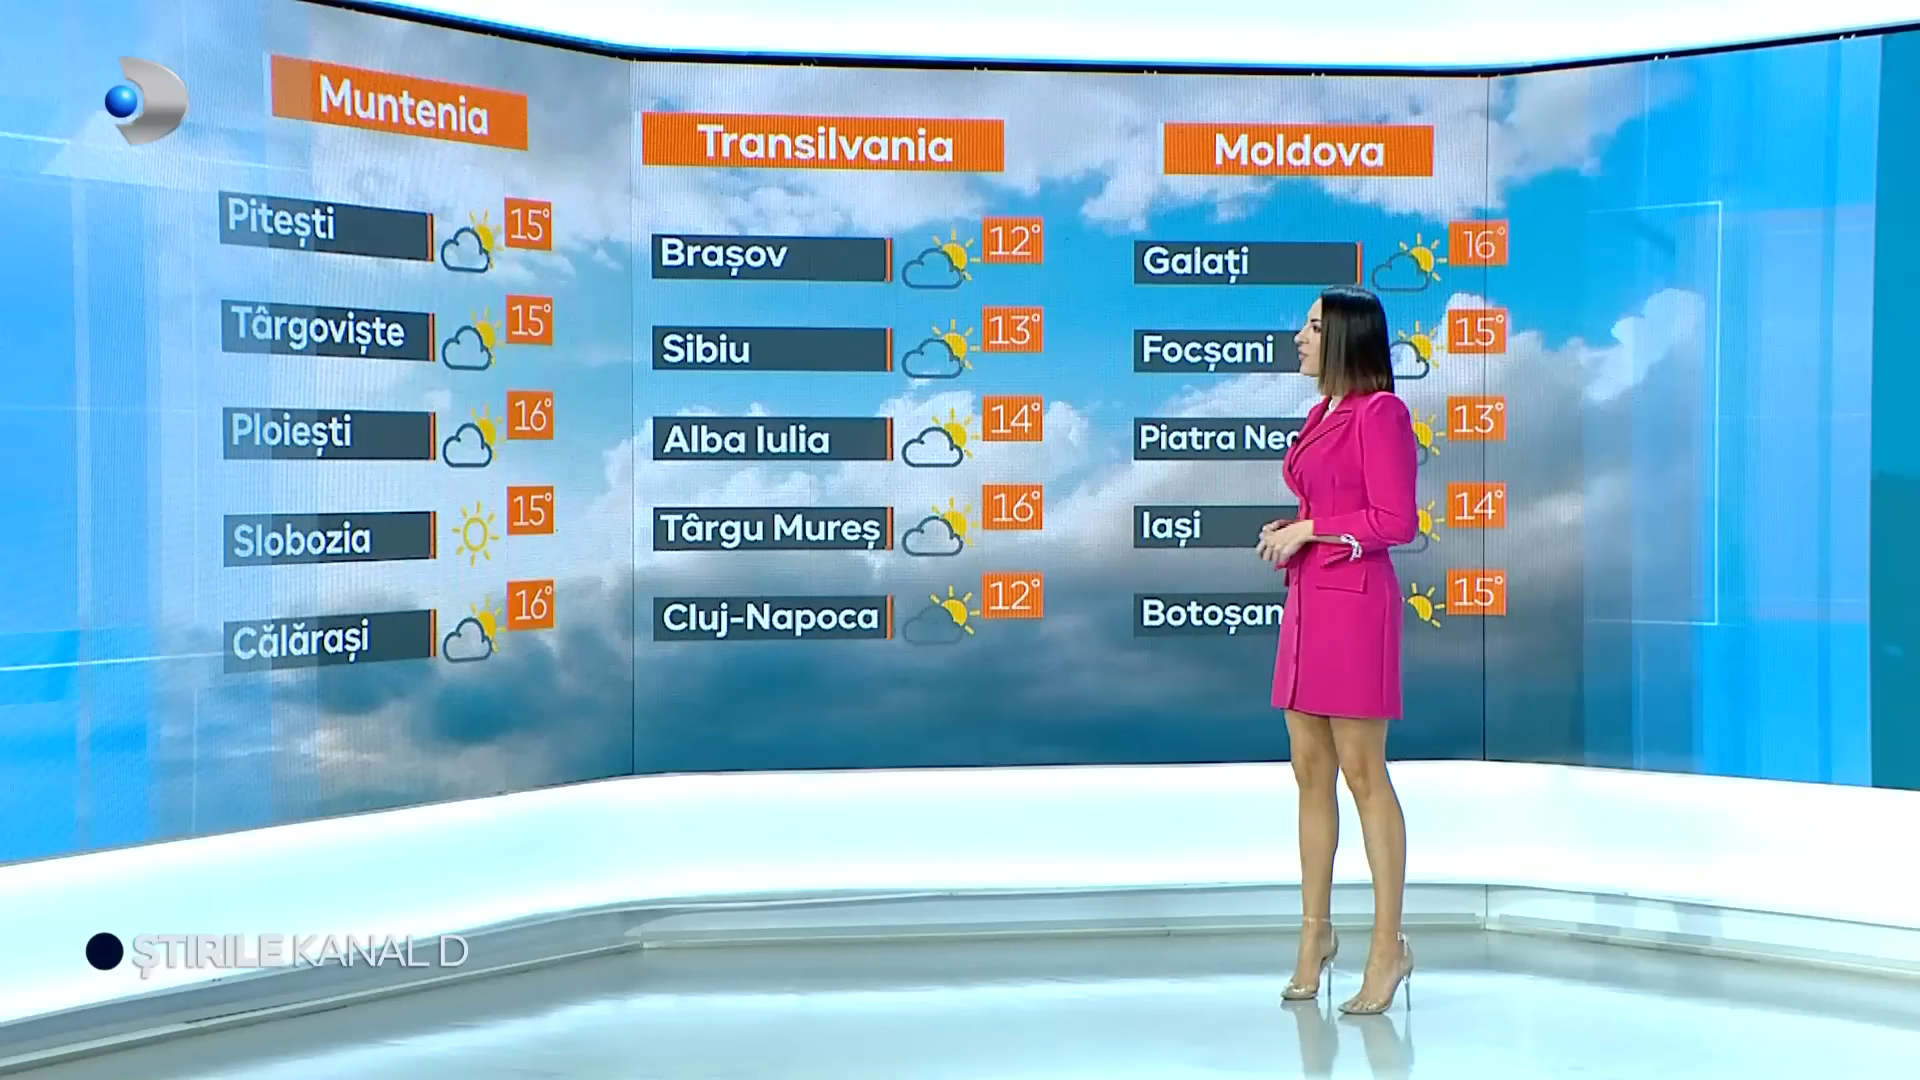 Muntenia
Pitești 15°
Târgoviște 15°
Ploiești 16°
Slobozia 15°
Călărași 16°
Transilvania
Brașov 12°
Sibiu 13°
Alba Iulia 14°
Târgu Mureș 16°
Cluj-Napoca 12°
Moldova
Galați 16°
Focșani 15°
Piatra 13°
Iași 14°
15°
ȘTIRILE KANAL D